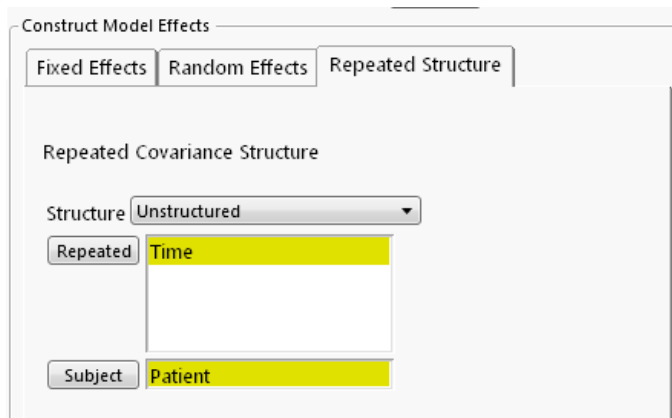 Construct Model Effects
Fixed Effects Random Effects Repeated Structure
Repeated Covariance Structure
Structure Unstructured
Repeated Time
Subject Patient